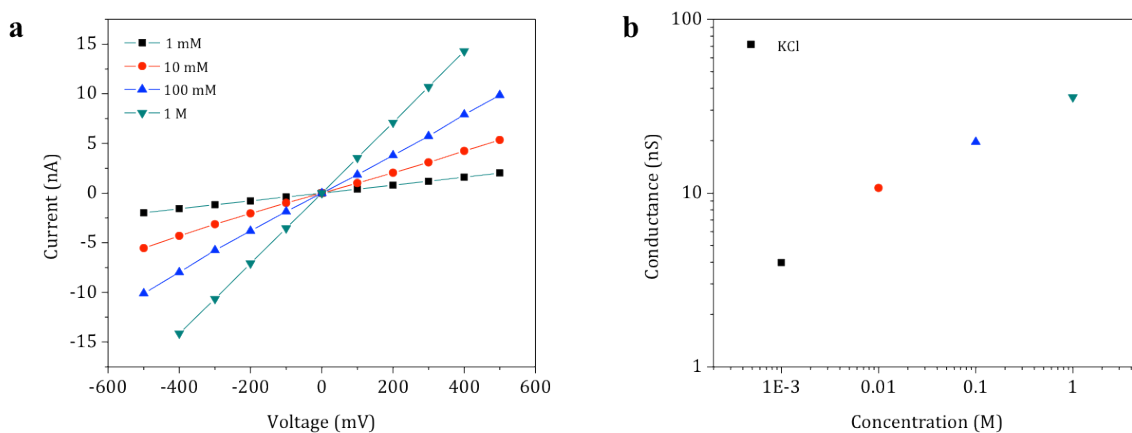 a
1 mM
10 mM
100 mM
1 M
15
10
5
0
-5
-10
-15
-600 -400 -200 0 200 400 600
Current (nA)
Voltage (mV)
b
KCl
100
10
1
1E-3 0.01 0.1 1
Conductance (nS)
Concentration (M)